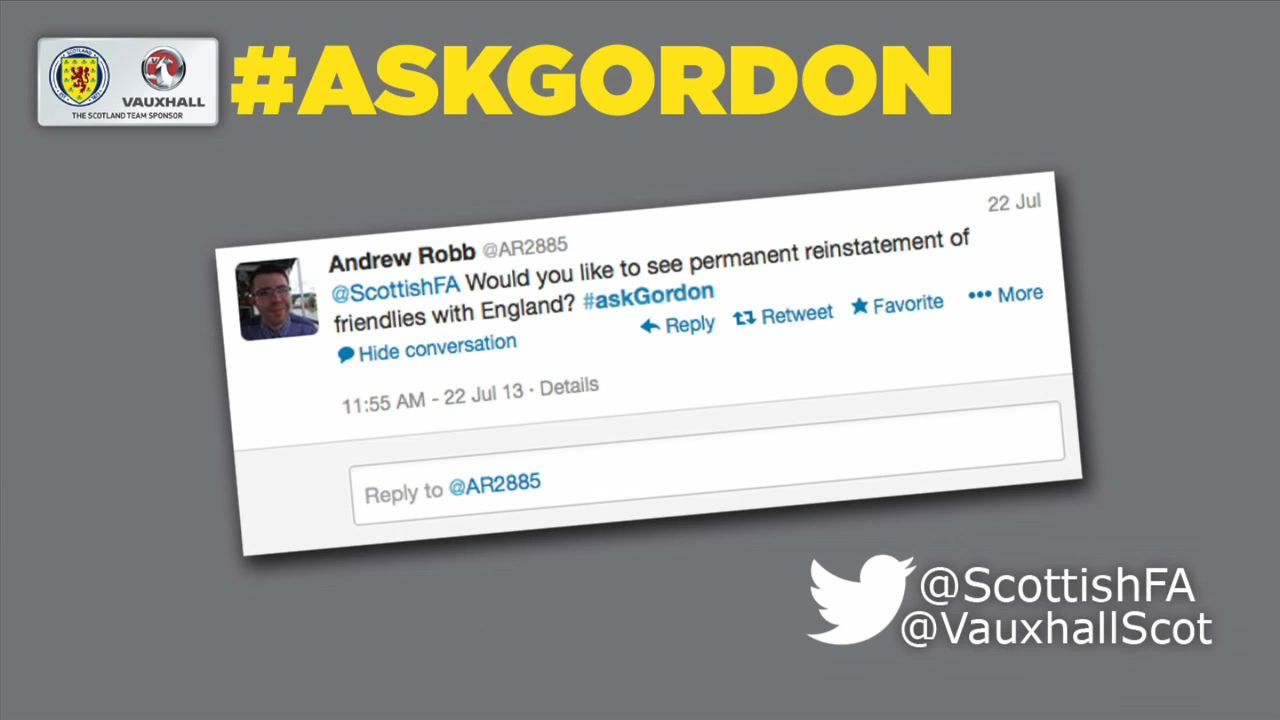 SCOTLAND
VAUXHALL
THE SCOTLAND TEAM SPONSOR
#ASKGORDON
Andrew Robb @AR2885
22 Jul
@ScottishFA Would you like to see permanent reinstatement of
friendlies with England? #askGordon
Hide conversation
Reply Retweet Favorite More
11:55 AM - 22 Jul 13 · Details
Reply to @AR2885
@ScottishFA
@VauxhallScot